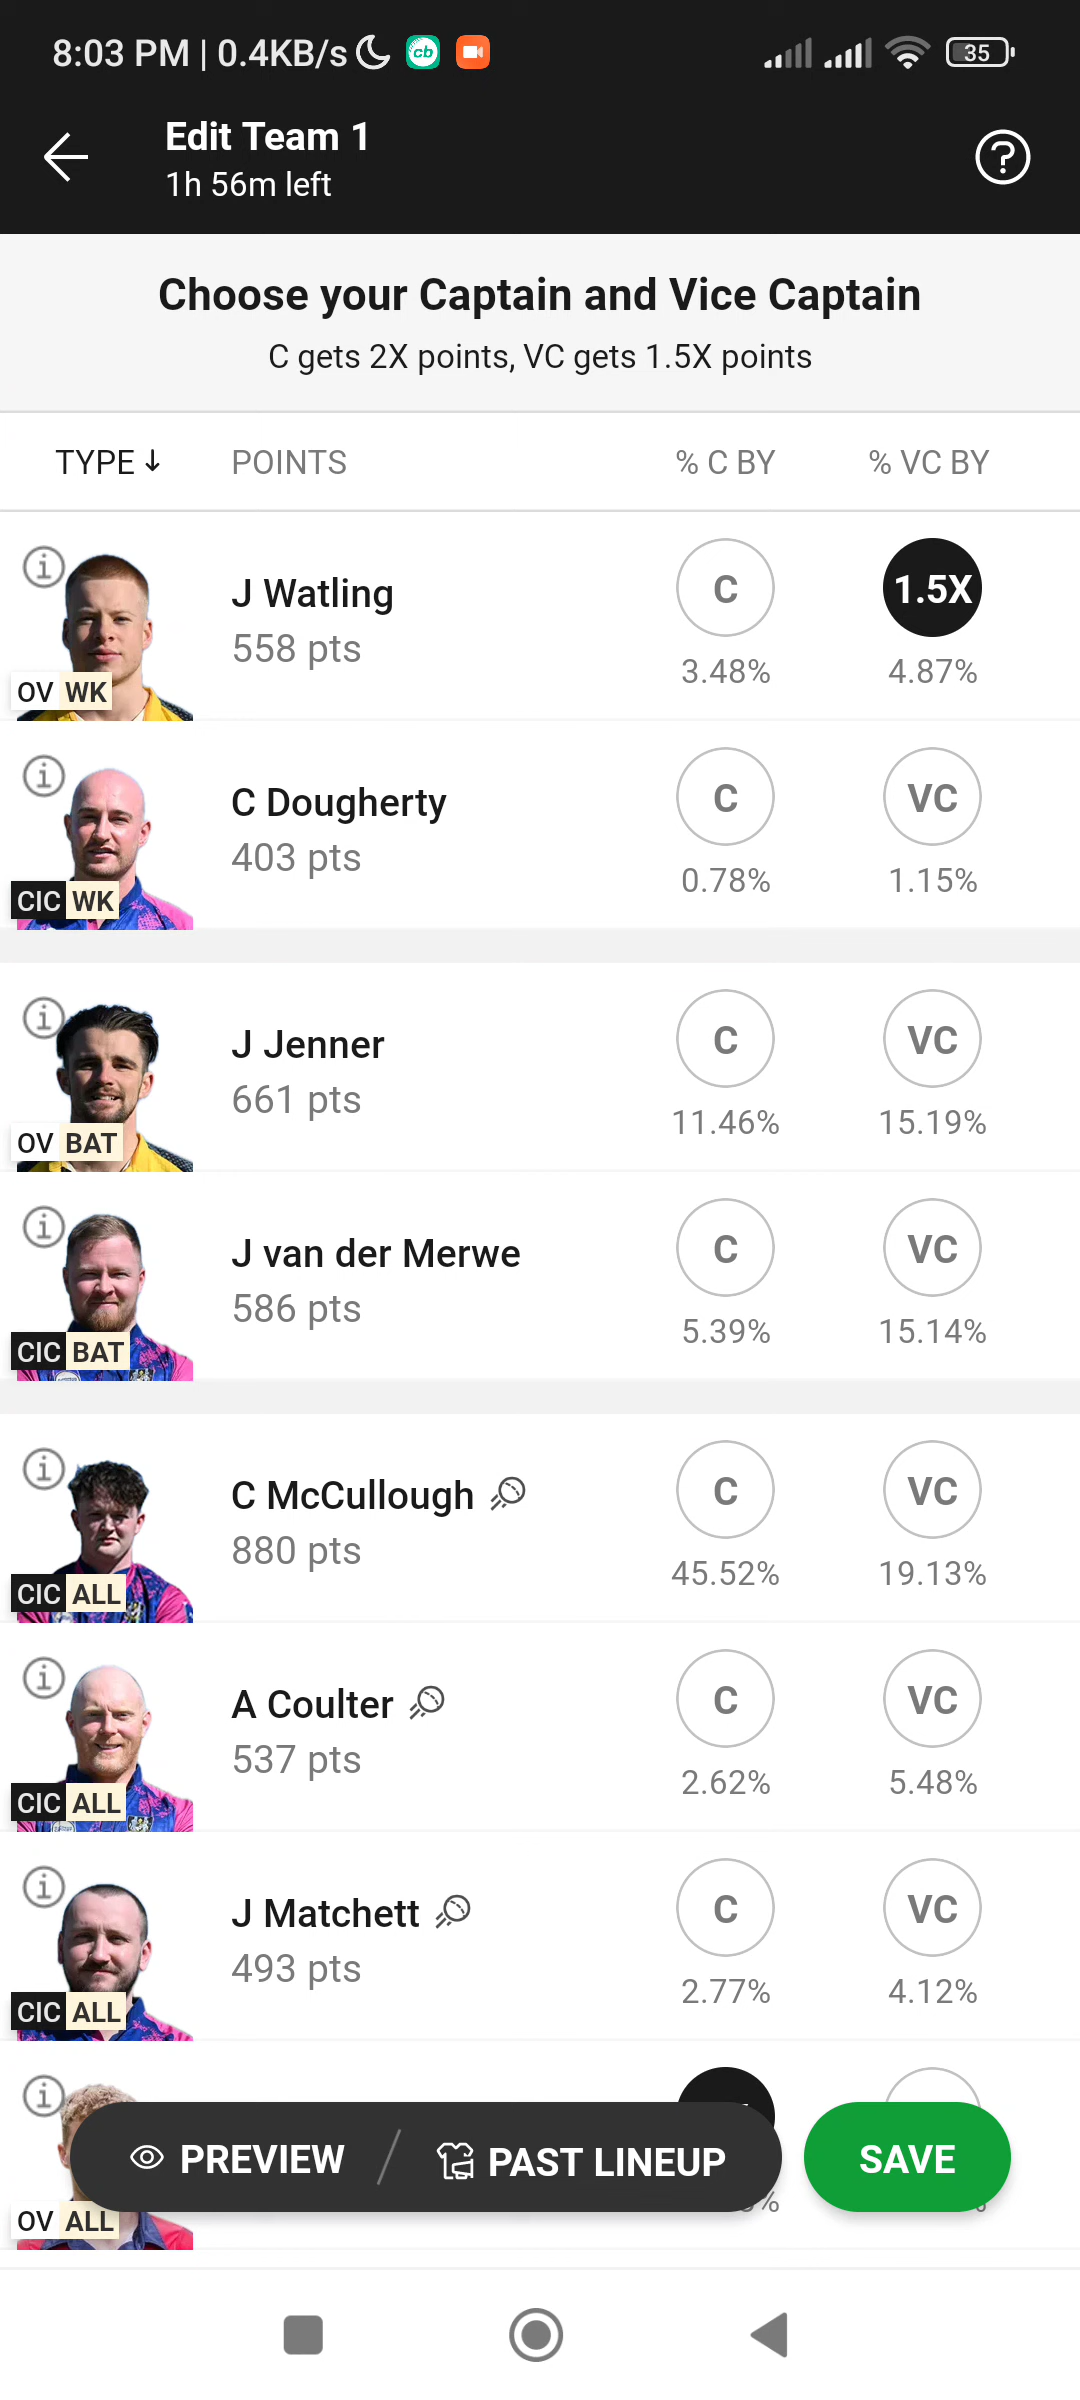 8:03 PM | 0.4KB/s cb 35
Edit Team 1
1h 56m left
Choose your Captain and Vice Captain
C gets 2X points, VC gets 1.5X points
TYPE ↓ POINTS % C BY % VC BY
J Watling C 1.5X
558 pts 3.48% 4.87%
OV WK
C Dougherty C VC
403 pts 0.78% 1.15%
CIC WK
J Jenner C VC
661 pts 11.46% 15.19%
OV BAT
J van der Merwe C VC
586 pts 5.39% 15.14%
CIC BAT
C McCullough C VC
880 pts 45.52% 19.13%
CIC ALL
A Coulter C VC
537 pts 2.62% 5.48%
CIC ALL
J Matchett C VC
493 pts 2.77% 4.12%
CIC ALL
PREVIEW / PAST LINEUP SAVE
OV ALL